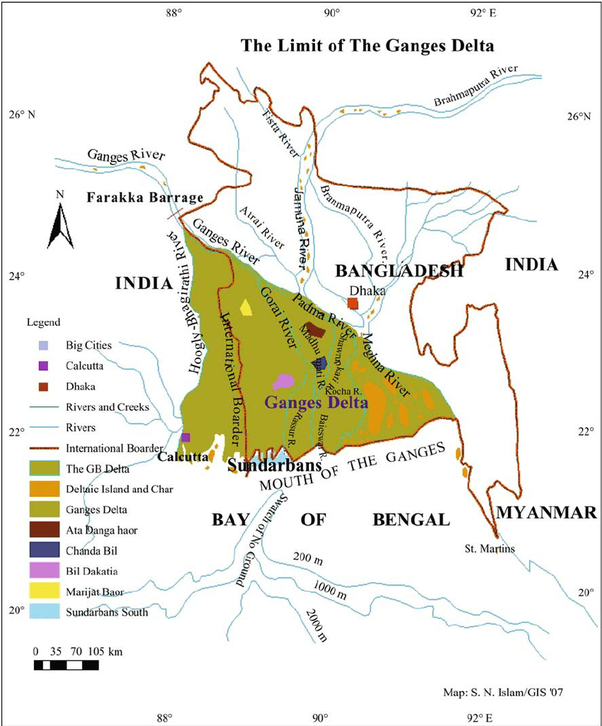 88°
90°
92° E
The Limit of The Ganges Delta
26° N
26°N
Brahmaputra River
Tista River
Ganges River
Farakka Barrage
N
Jamuna River
Brahmaputra River
Atrai River
Ganges River
Hoogly-Bhagirathi River
BANGLADESH
INDIA
INDIA
24°
24°
Dhaka
Padma River
Gorai River
International Boarder
Meghna River
Legend
Big Cities
Calcutta
Dhaka
Rivers and Creeks
Rivers
International Boarder
The GB Delta
Deltaic Island and Char
Ganges Delta
Ata Danga haor
Chanda Bil
Bil Dakatia
Marijat Baor
Sundarbans South
Kocha R.
Ganges Delta
22°
22°
Calcutta
Sundarbans
MOUTH OF THE GANGES
BAY OF BENGAL
MYANMAR
St. Martins
Swatch of No Ground
200 m
1000 m
2000 m
20°
20°
0 35 70 105 km
Map: S. N. Islam/GIS '07
88°
90°
92°